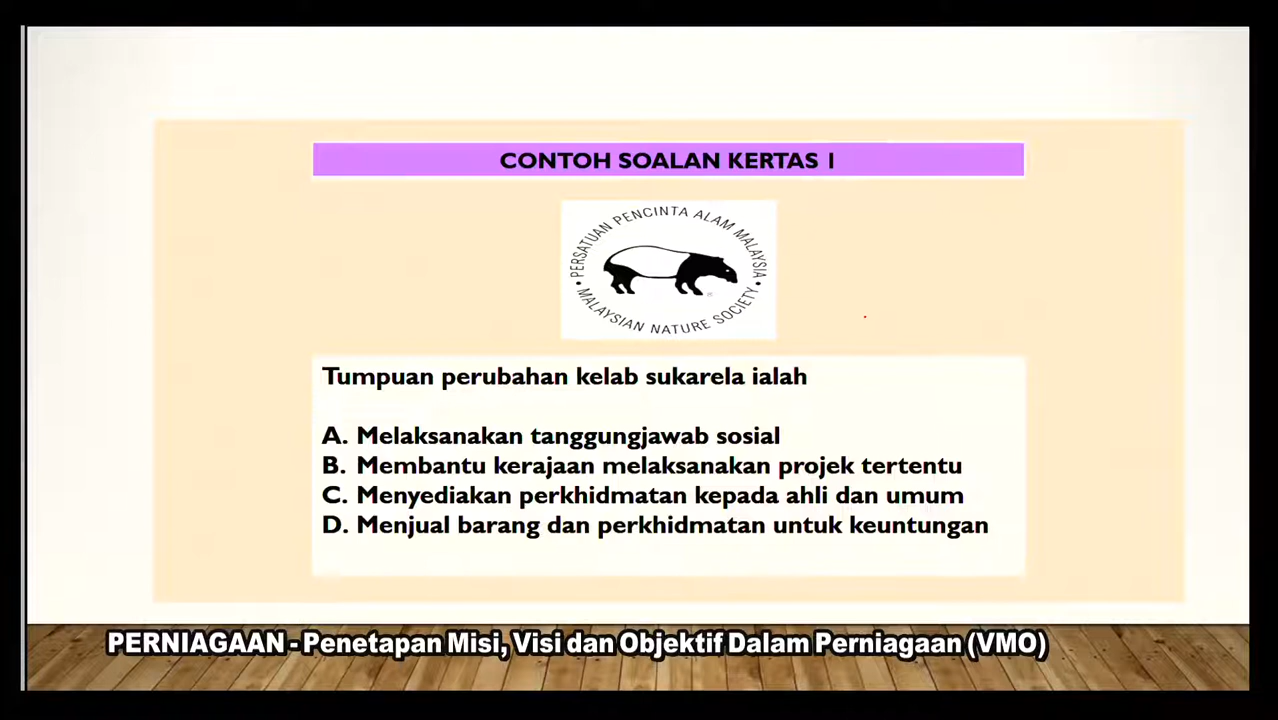 CONTOH SOALAN KERTAS 1
• PERSATUAN PENCINTA ALAM MALAYSIA •
MALAYSIAN NATURE SOCIETY
Tumpuan perubahan kelab sukarela ialah
A. Melaksanakan tanggungjawab sosial
B. Membantu kerajaan melaksanakan projek tertentu
C. Menyediakan perkhidmatan kepada ahli dan umum
D. Menjual barang dan perkhidmatan untuk keuntungan
PERNIAGAAN - Penetapan Misi, Visi dan Objektif Dalam Perniagaan (VMO)